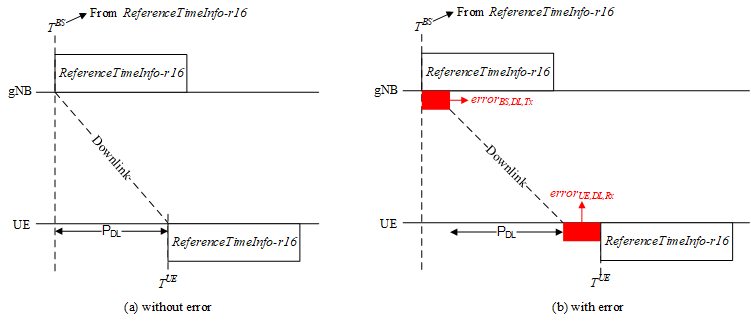 T^BS From ReferenceTimeInfo-r16
ReferenceTimeInfo-r16
gNB
Downlink
UE
P_DL
ReferenceTimeInfo-r16
T^UE
(a) without error
T^BS From ReferenceTimeInfo-r16
ReferenceTimeInfo-r16
gNB
error_BS,DL,Tx
Downlink
error_UE,DL,Rx
UE
P_DL
ReferenceTimeInfo-r16
T^UE
(b) with error